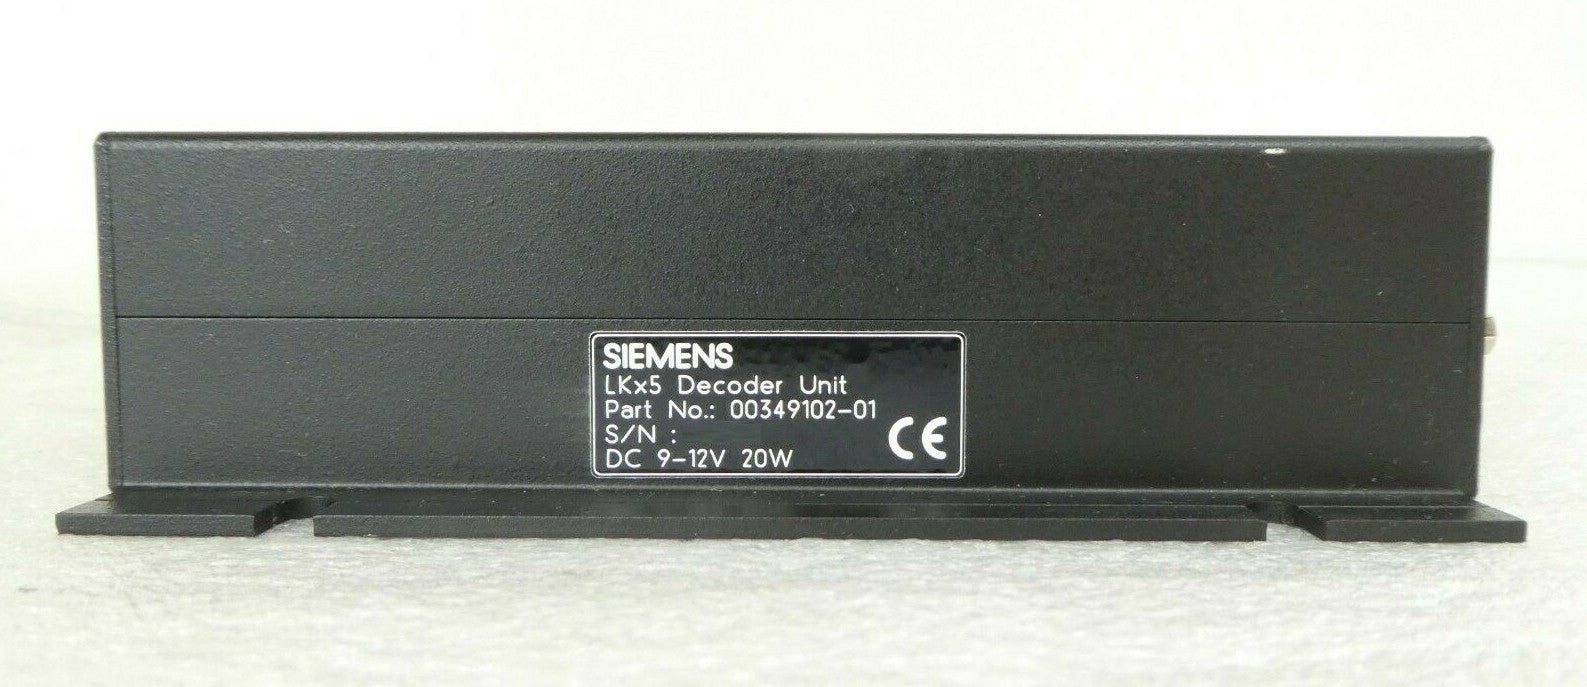 SIEMENS
LKx5 Decoder Unit
Part No.: 00349102-01
S/N :
DC 9-12V 20W
CE